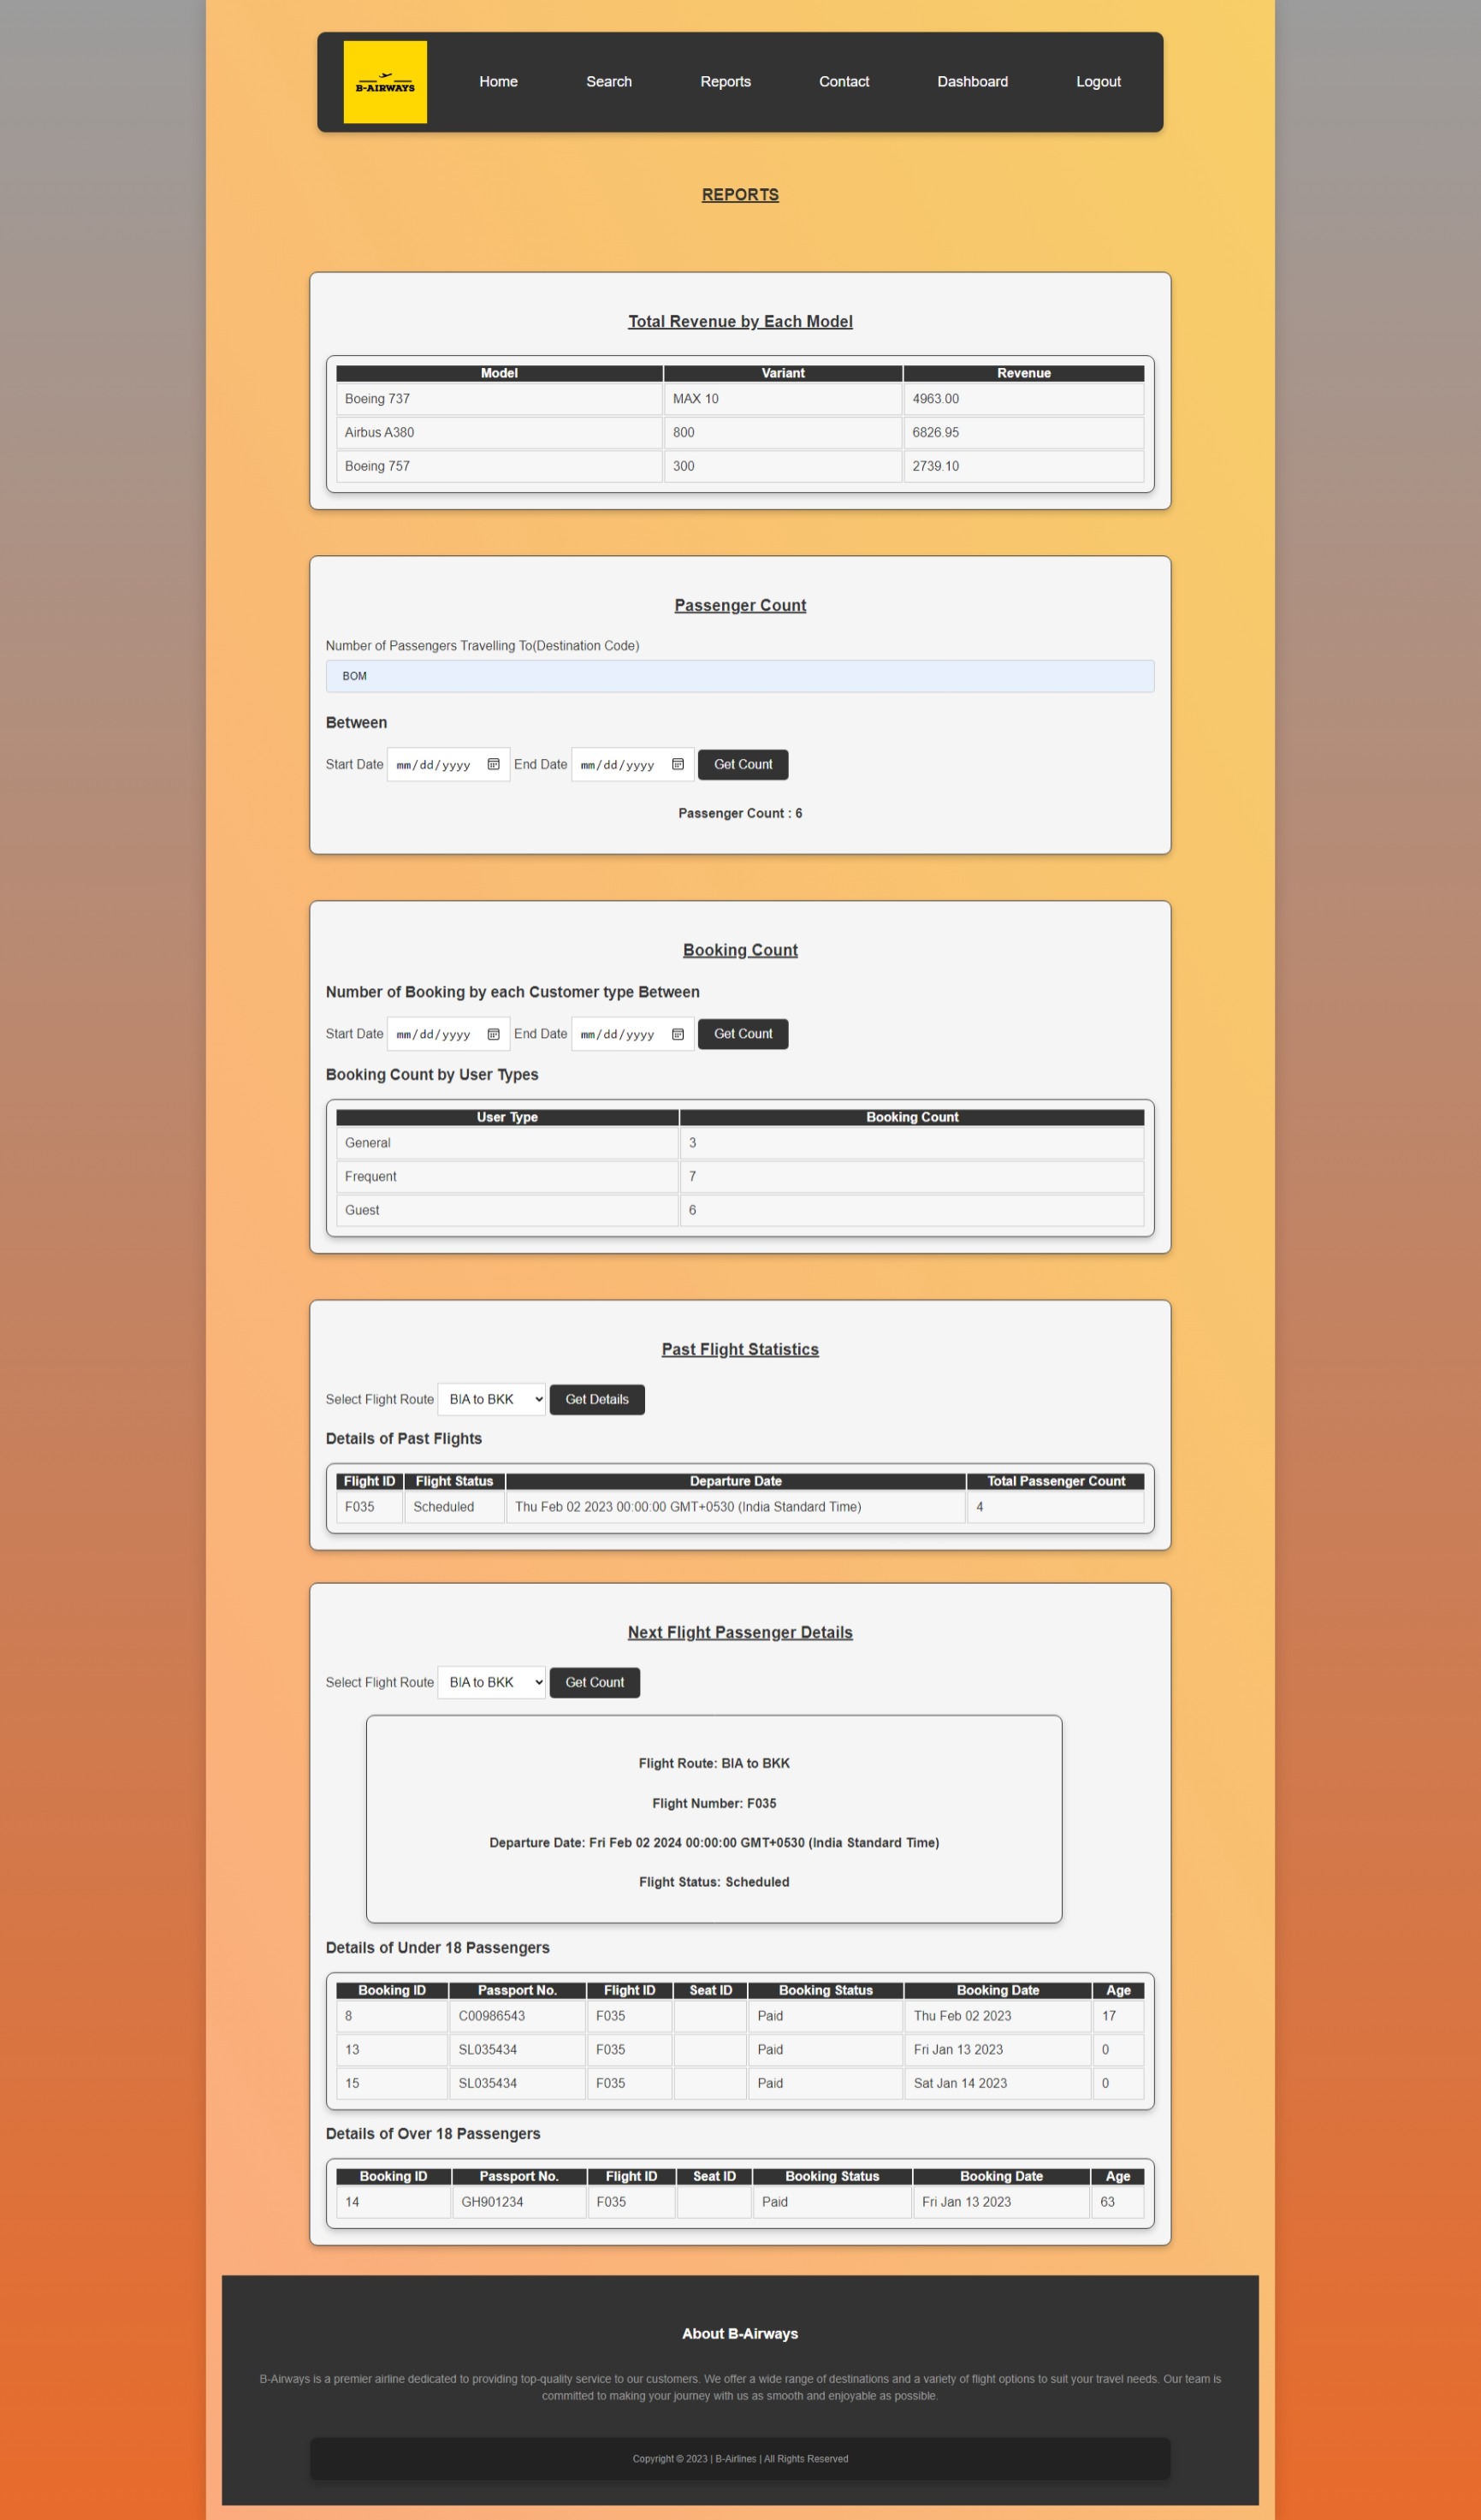 B-AIRWAYS
Home Search Reports Contact Dashboard Logout
REPORTS
Total Revenue by Each Model
Model Variant Revenue
Boeing 737 MAX 10 4963.00
Airbus A380 800 6826.95
Boeing 757 300 2739.10
Passenger Count
Number of Passengers Travelling To(Destination Code)
BOM
Between
Start Date mm/dd/yyyy End Date mm/dd/yyyy Get Count
Passenger Count : 6
Booking Count
Number of Booking by each Customer type Between
Start Date mm/dd/yyyy End Date mm/dd/yyyy Get Count
Booking Count by User Types
User Type Booking Count
General 3
Frequent 7
Guest 6
Past Flight Statistics
Select Flight Route BIA to BKK Get Details
Details of Past Flights
Flight ID Flight Status Departure Date Total Passenger Count
F035 Scheduled Thu Feb 02 2023 00:00:00 GMT+0530 (India Standard Time) 4
Next Flight Passenger Details
Select Flight Route BIA to BKK Get Count
Flight Route: BIA to BKK
Flight Number: F035
Departure Date: Fri Feb 02 2024 00:00:00 GMT+0530 (India Standard Time)
Flight Status: Scheduled
Details of Under 18 Passengers
Booking ID Passport No. Flight ID Seat ID Booking Status Booking Date Age
8 C00986543 F035 Paid Thu Feb 02 2023 17
13 SL035434 F035 Paid Fri Jan 13 2023 0
15 SL035434 F035 Paid Sat Jan 14 2023 0
Details of Over 18 Passengers
Booking ID Passport No. Flight ID Seat ID Booking Status Booking Date Age
14 GH901234 F035 Paid Fri Jan 13 2023 63
About B-Airways
B-Airways is a premier airline dedicated to providing top-quality service to our customers. We offer a wide range of destinations and a variety of flight options to suit your travel needs. Our team is
committed to making your journey with us as smooth and enjoyable as possible.
Copyright © 2023 | B-Airlines | All Rights Reserved